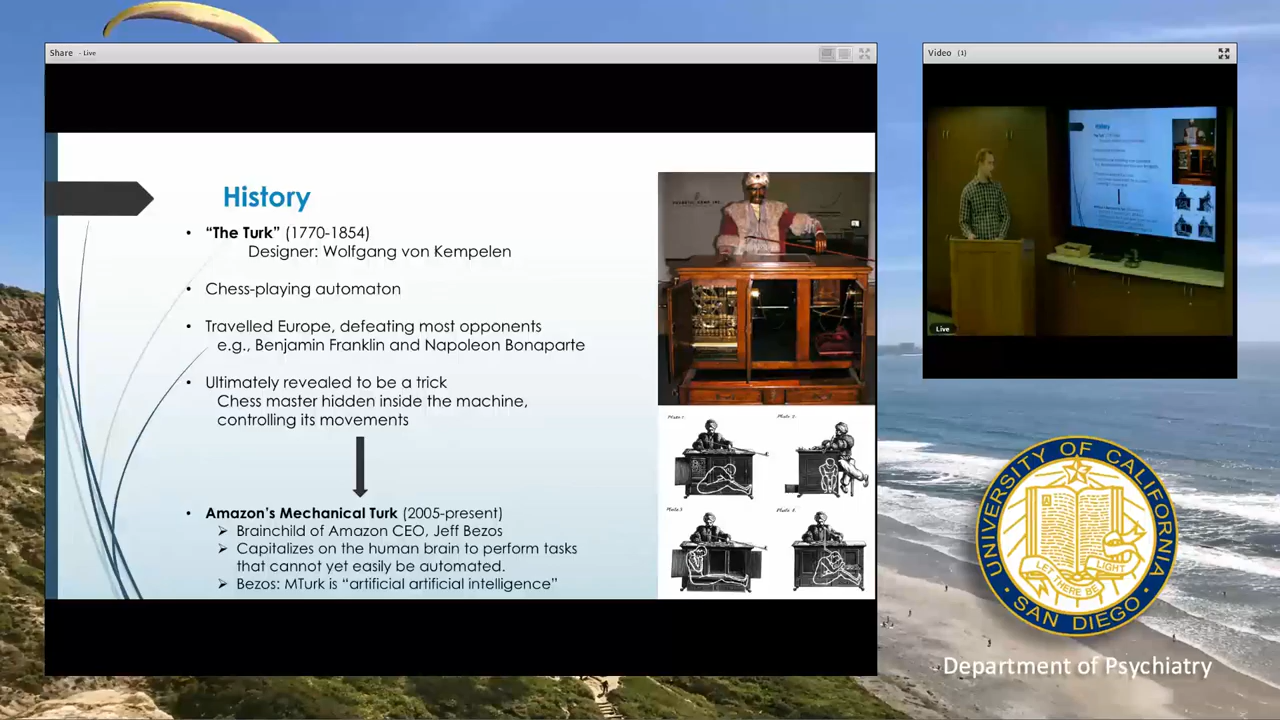 Share - Live
Video (1)
History
• “The Turk” (1770-1854)
Designer: Wolfgang von Kempelen
• Chess-playing automaton
• Travelled Europe, defeating most opponents
e.g., Benjamin Franklin and Napoleon Bonaparte
• Ultimately revealed to be a trick
Chess master hidden inside the machine,
controlling its movements
• Amazon’s Mechanical Turk (2005-present)
➢ Brainchild of Amazon CEO, Jeff Bezos
➢ Capitalizes on the human brain to perform tasks
that cannot yet easily be automated.
➢ Bezos: MTurk is “artificial artificial intelligence”
History
Live
UNIVERSITY OF CALIFORNIA
LET THERE BE LIGHT
SAN DIEGO
Department of Psychiatry